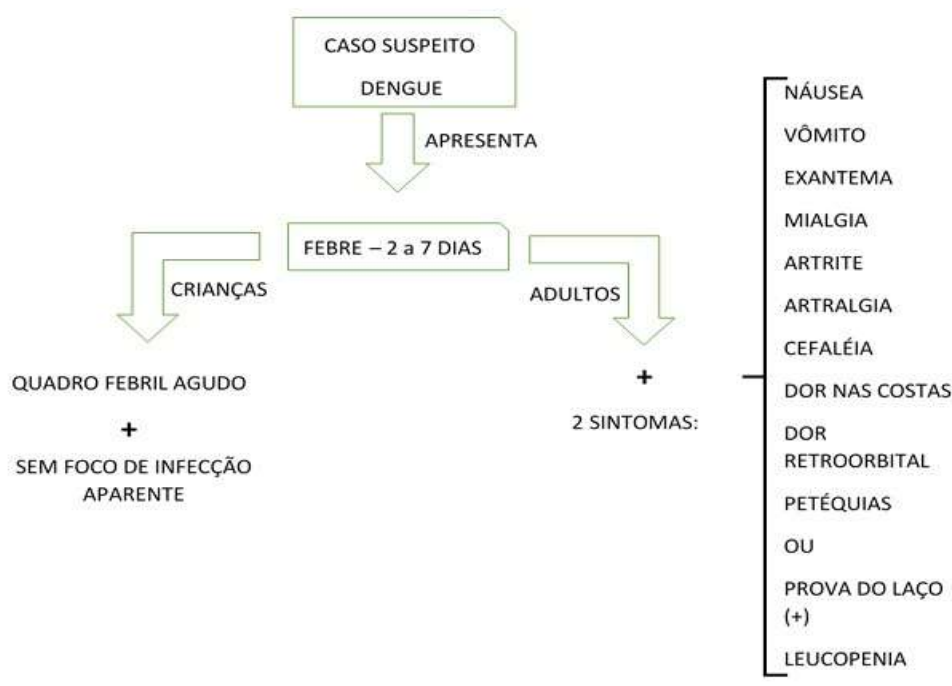 CASO SUSPEITO
DENGUE
APRESENTA
FEBRE – 2 a 7 DIAS
CRIANÇAS
QUADRO FEBRIL AGUDO
+
SEM FOCO DE INFECÇÃO
APARENTE
ADULTOS
+
2 SINTOMAS:
NÁUSEA
VÔMITO
EXANTEMA
MIALGIA
ARTRITE
ARTRALGIA
CEFALÉIA
DOR NAS COSTAS
DOR
RETROORBITAL
PETÉQUIAS
OU
PROVA DO LAÇO
(+)
LEUCOPENIA